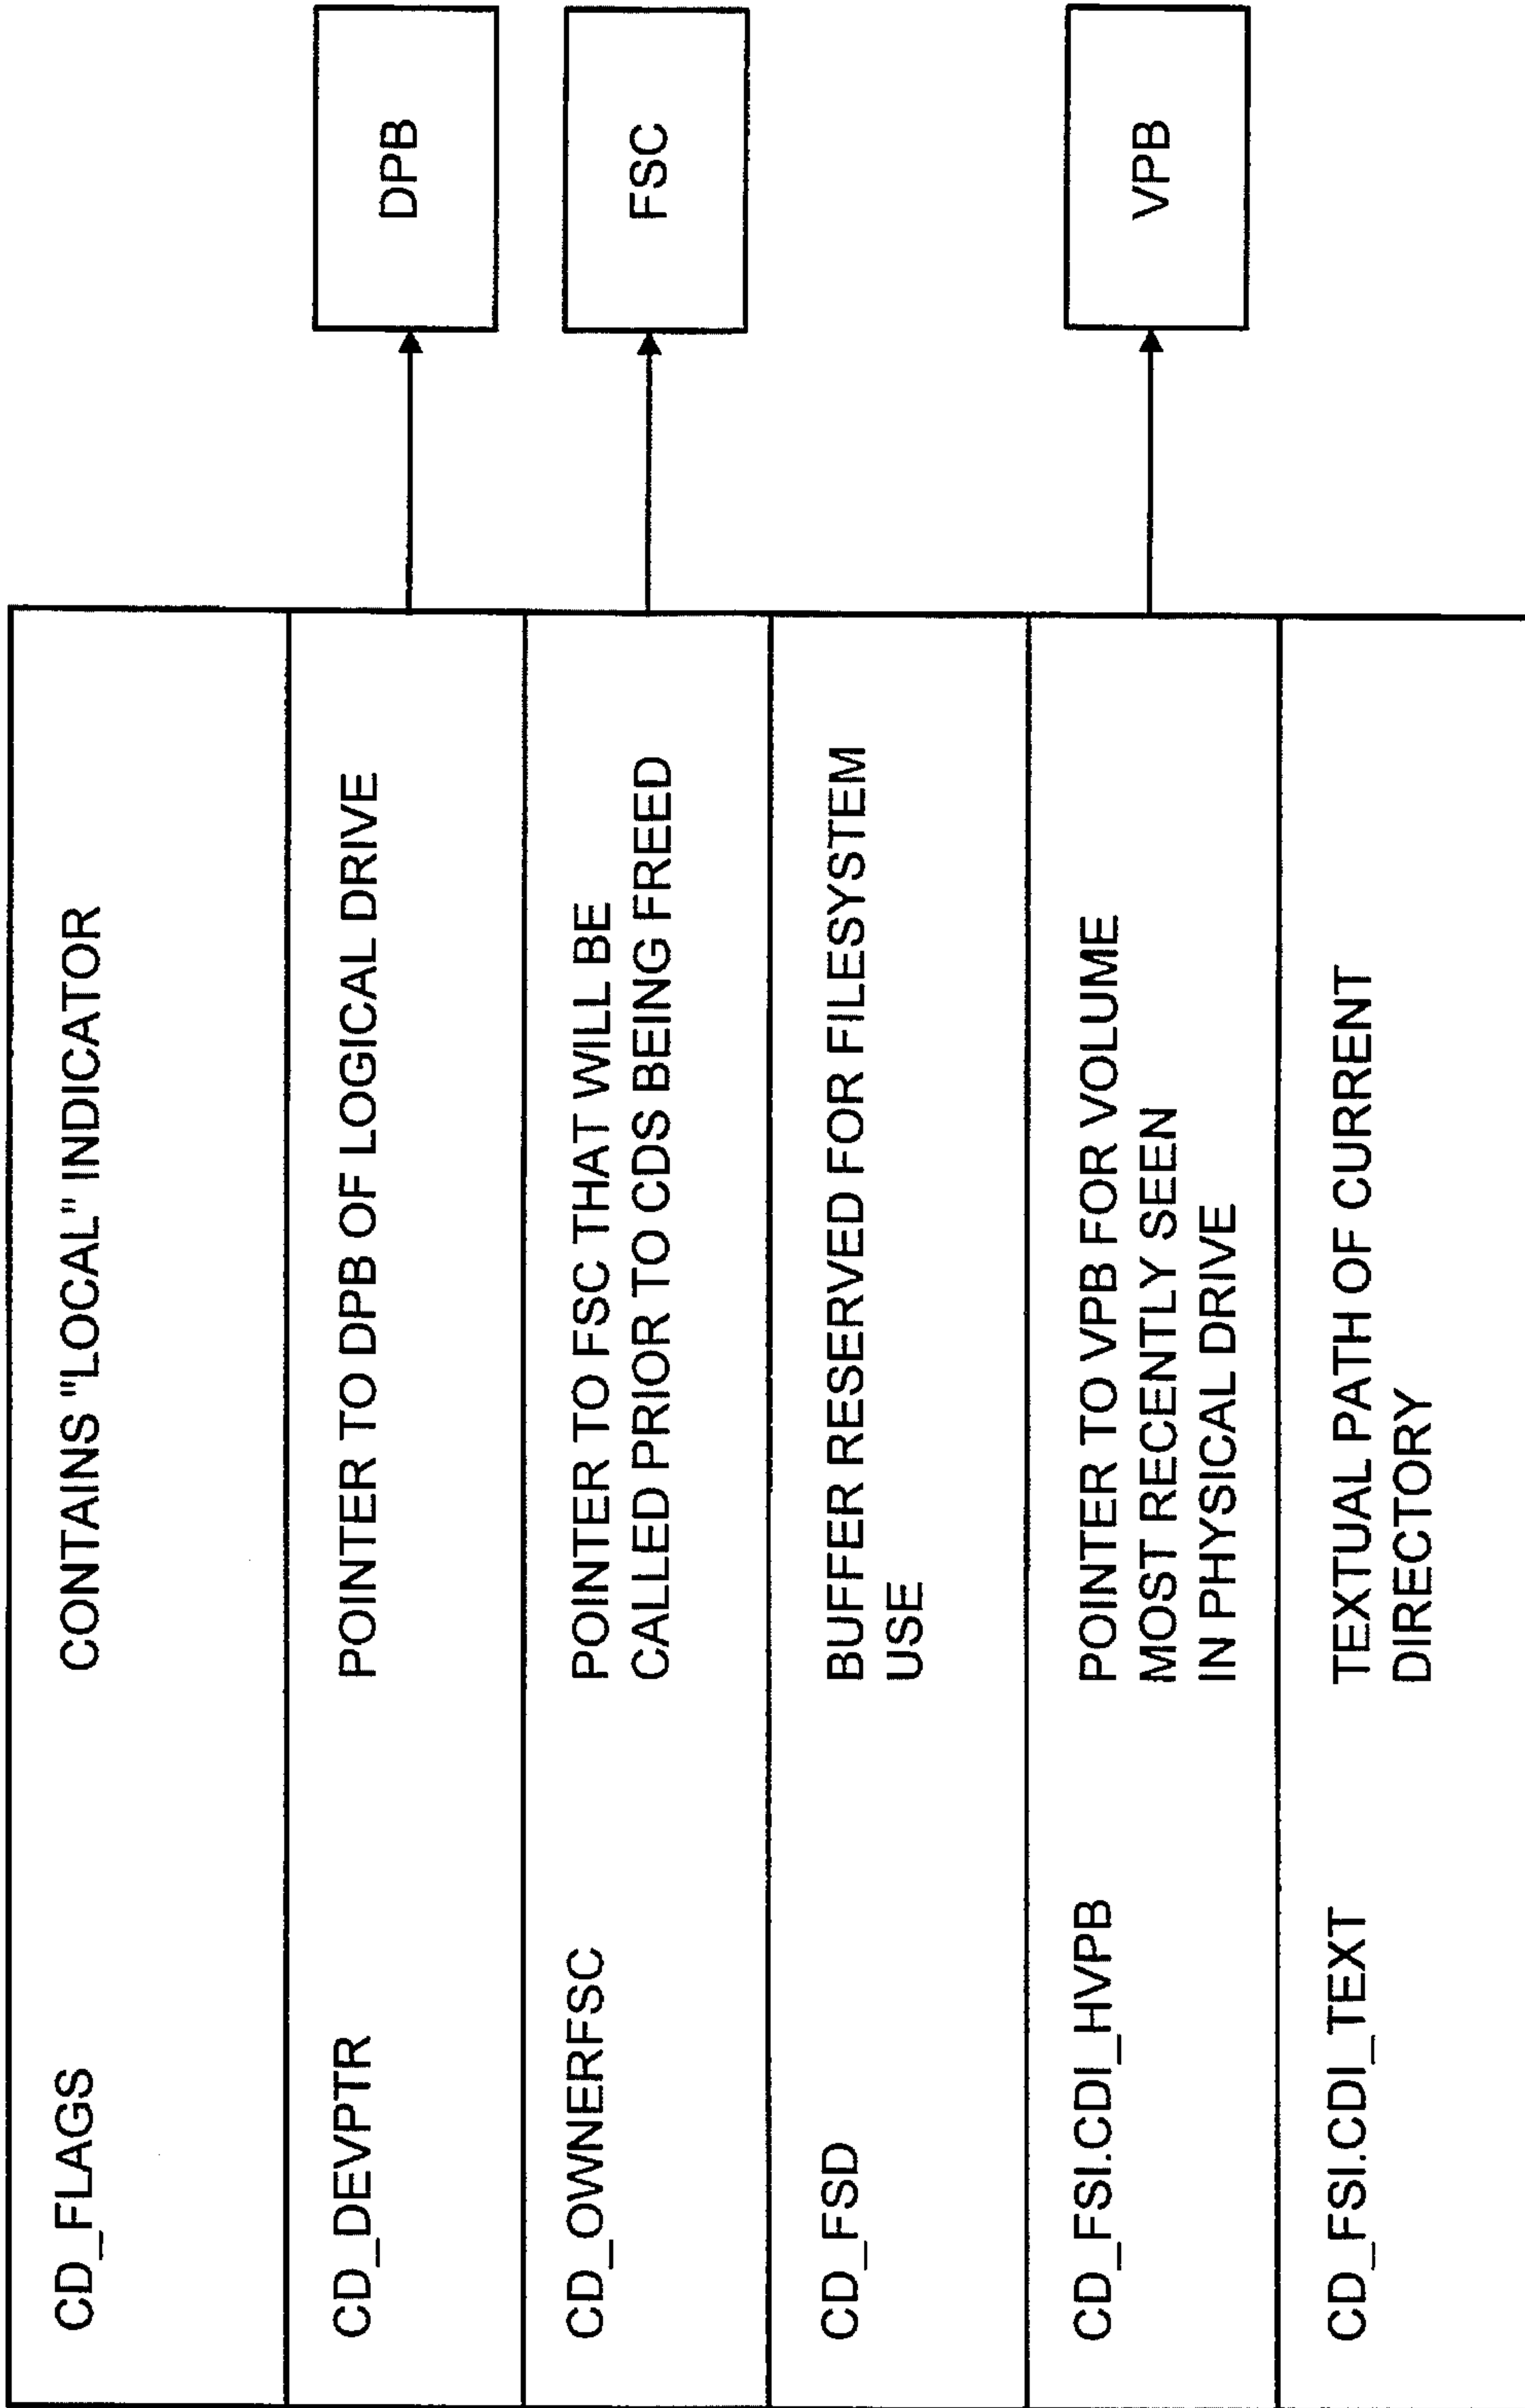 CD_FLAGS
CONTAINS "LOCAL" INDICATOR
CD_DEVPTR
POINTER TO DPB OF LOGICAL DRIVE
DPB
CD_OWNERFSC
POINTER TO FSC THAT WILL BE
CALLED PRIOR TO CDS BEING FREED
FSC
CD_FSD
BUFFER RESERVED FOR FILESYSTEM
USE
CD_FSI.CDI_HVPB
POINTER TO VPB FOR VOLUME
MOST RECENTLY SEEN
IN PHYSICAL DRIVE
VPB
CD_FSI.CDI_TEXT
TEXTUAL PATH OF CURRENT
DIRECTORY